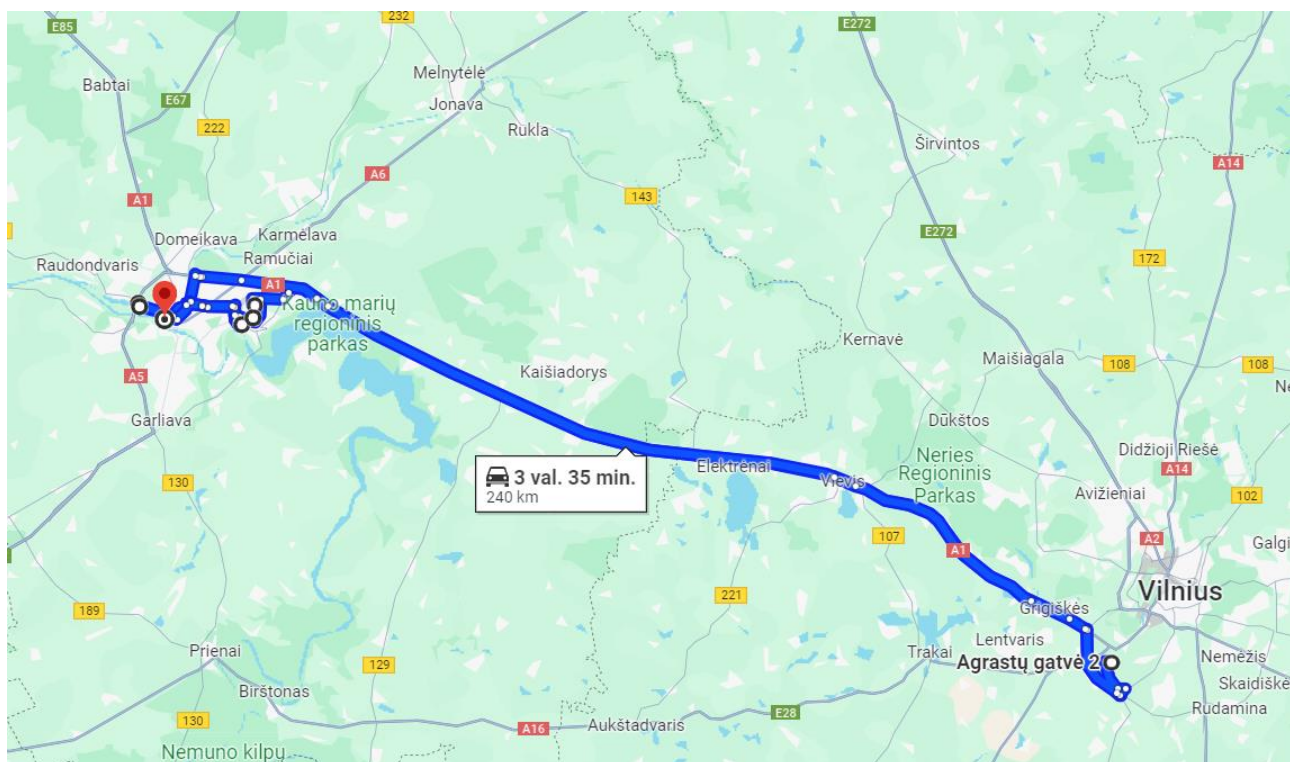 E85
232
E272
Melnytėlė
Babtai
Jonava
E67
222
Rukla
Širvintos
A6
A14
A1
143
E272
Domeikava
Karmėlava
172
Raudondvaris
Ramučiai
A1
Kauno marių
regioninis
parkas
Kernavė
Maišiagala
108
108
A5
Kaišiadorys
Garliava
Dūkštos
Neries
Regioninis
Parkas
Didžioji Riešė
A14
3 val. 35 min.
240 km
Elektrėnai
Vievis
130
Avižieniai
102
107
A2
A1
Vilnius
221
189
Grigiškės
Prienai
129
Lentvaris
Trakai
Agrastų gatvė 2
Nemėžis
Birštonas
Skaidiškė
Rudamina
130
A16
Aukštadvaris
E28
Nemuno kilpų